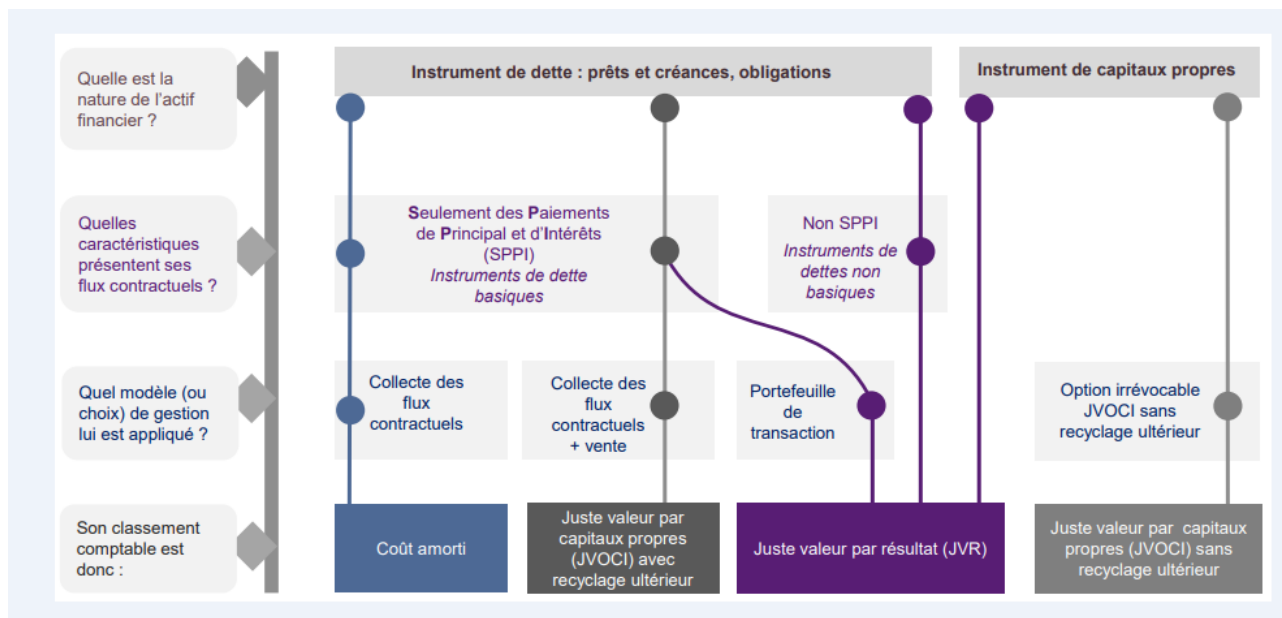 Quelle est la
nature de l'actif
financier ?
Instrument de dette : prêts et créances, obligations
Instrument de capitaux propres
Quelles
caractéristiques
présentent ses
flux contractuels ?
Seulement des Paiements
de Principal et d'Intérêts
(SPPI)
Instruments de dette
basiques
Non SPPI
Instruments de
dettes non
basiques
Quel modèle (ou
choix) de gestion
lui est appliqué ?
Collecte des
flux
contractuels
Collecte des
flux
contractuels
+ vente
Portefeuille
de
transaction
Option irrévocable
JVOCI sans
recyclage ultérieur
Son classement
comptable est
donc :
Coût amorti
Juste valeur par
capitaux propres
(JVOCI) avec
recyclage ultérieur
Juste valeur par résultat (JVR)
Juste valeur par capitaux
propres (JVOCI) sans
recyclage ultérieur